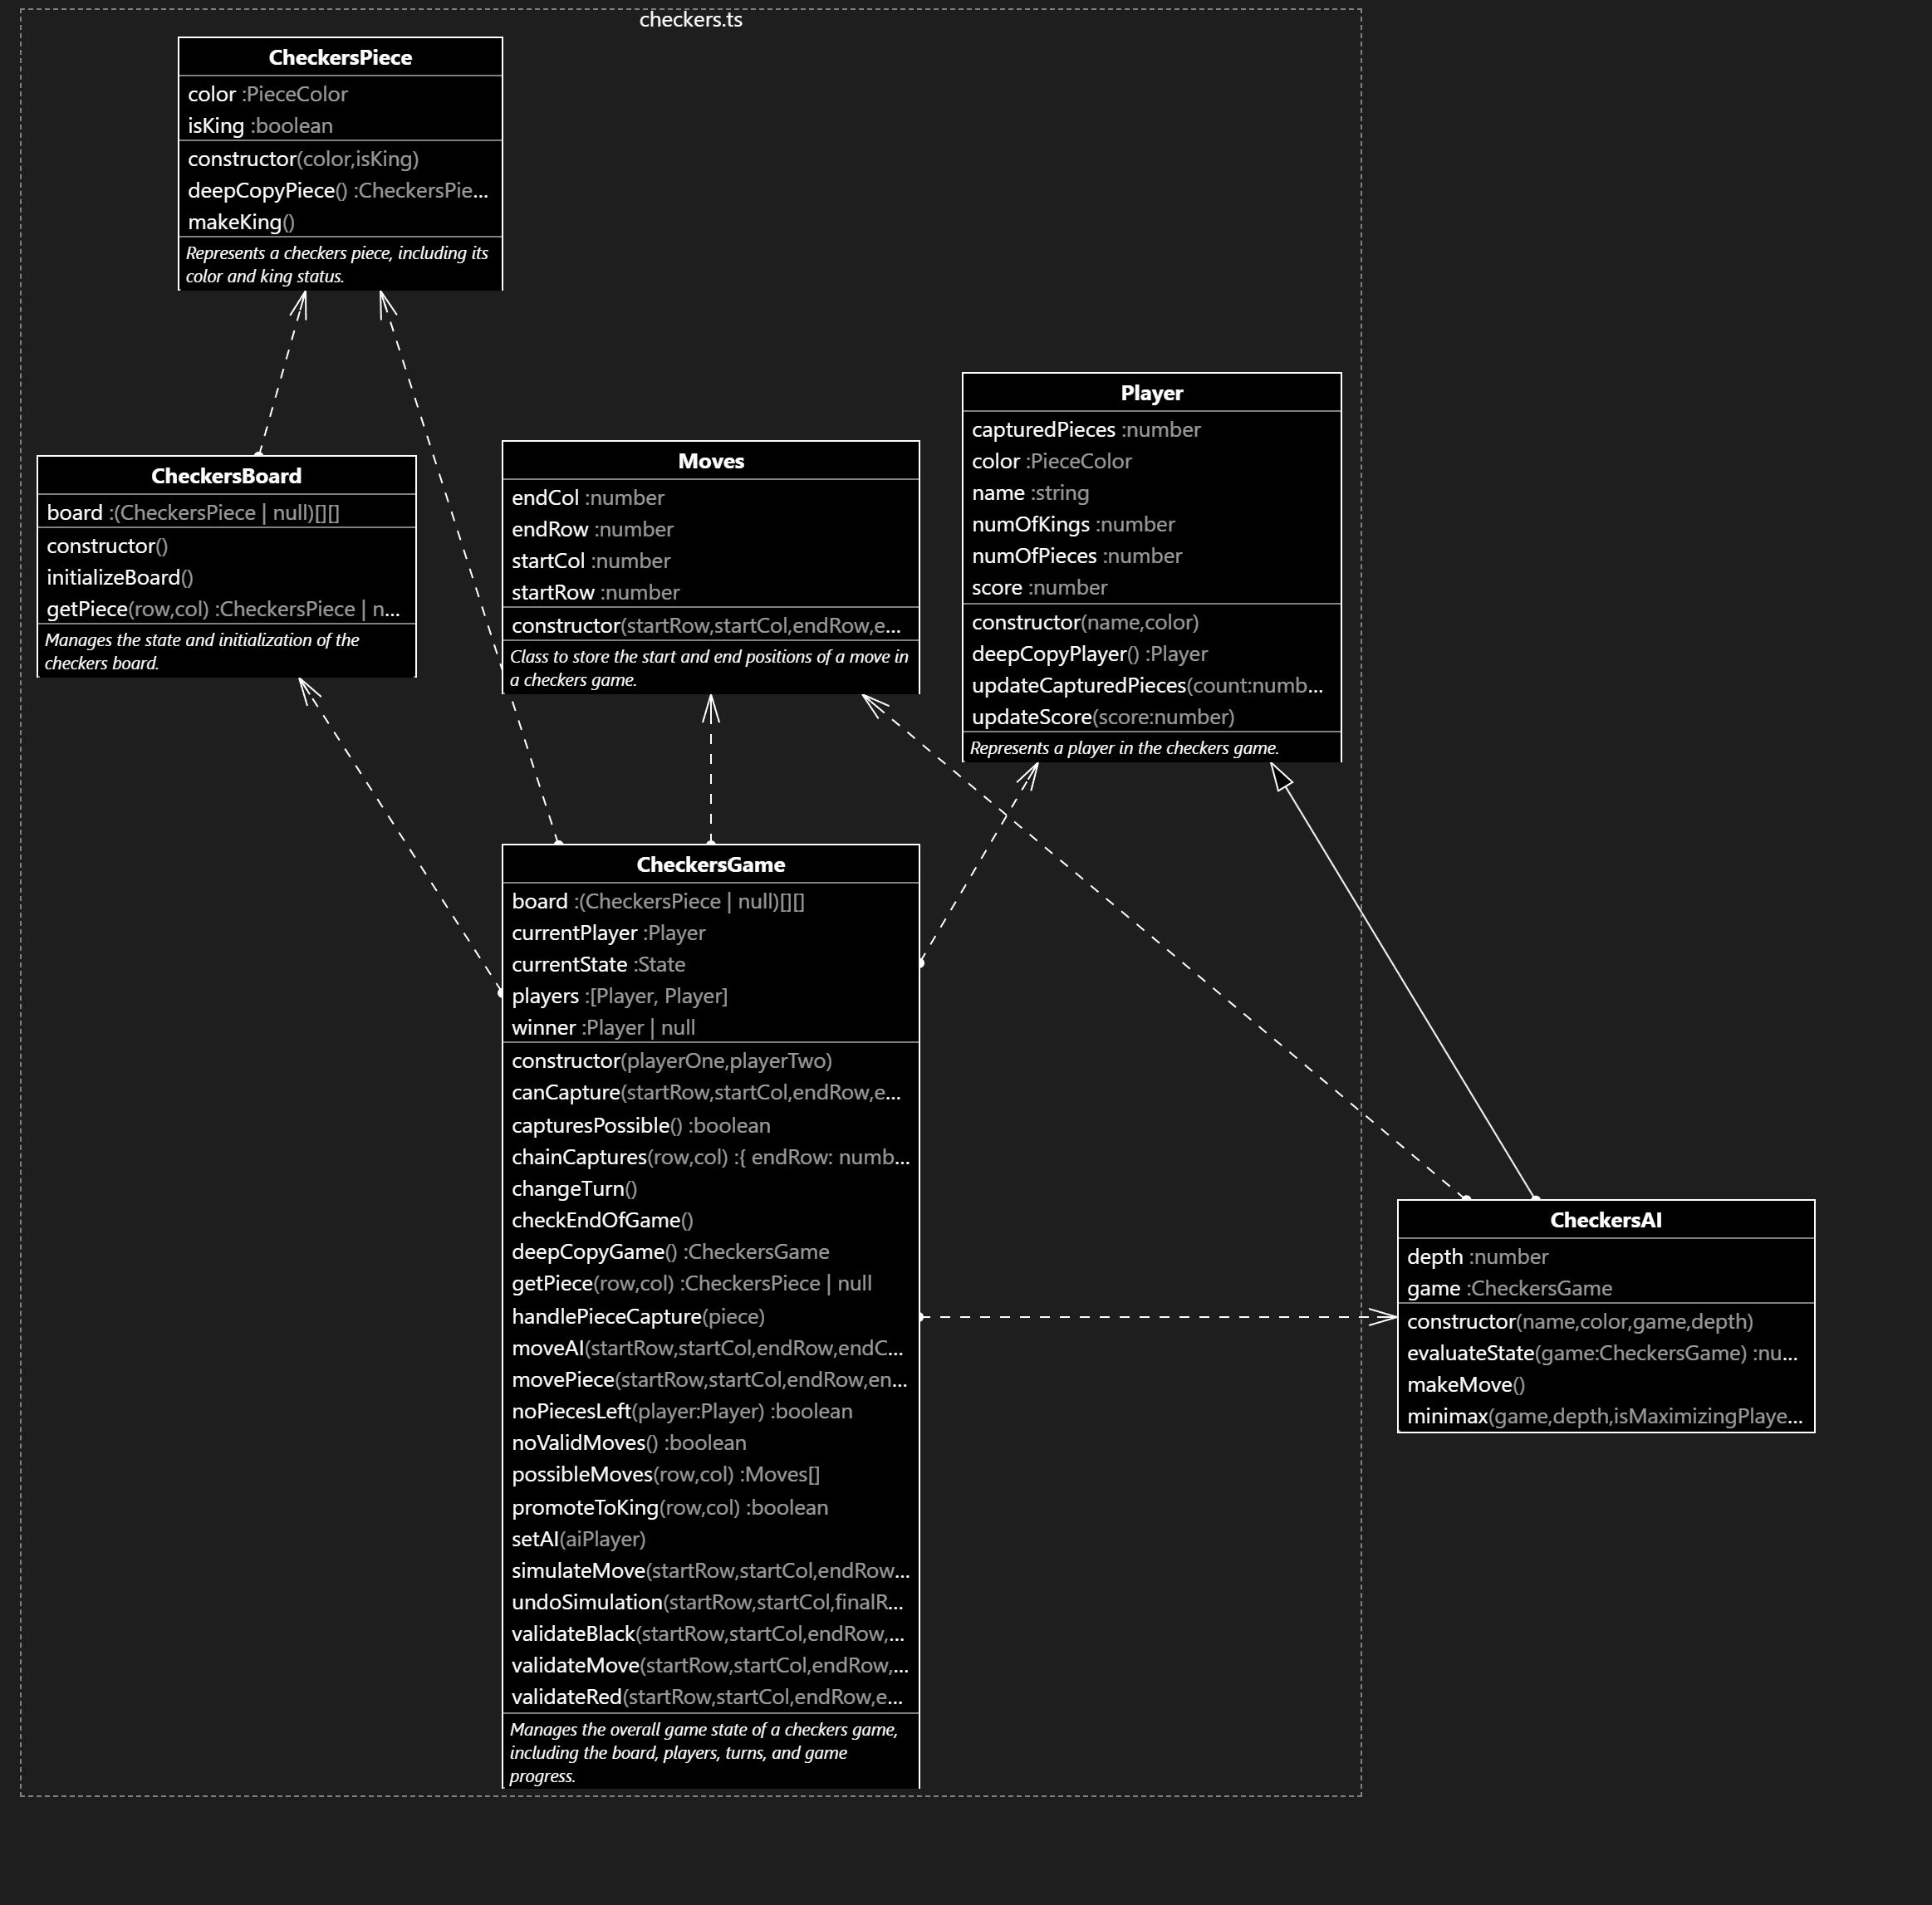 checkers.ts
CheckersPiece
color :PieceColor
isKing :boolean
constructor(color,isKing)
deepCopyPiece() :CheckersPie...
makeKing()
Represents a checkers piece, including its
color and king status.
CheckersBoard
board :(CheckersPiece | null)[][]
constructor()
initializeBoard()
getPiece(row,col) :CheckersPiece | n...
Manages the state and initialization of the
checkers board.
Moves
endCol :number
endRow :number
startCol :number
startRow :number
constructor(startRow,startCol,endRow,e...
Class to store the start and end positions of a move in
a checkers game.
Player
capturedPieces :number
color :PieceColor
name :string
numOfKings :number
numOfPieces :number
score :number
constructor(name,color)
deepCopyPlayer() :Player
updateCapturedPieces(count:numb...
updateScore(score:number)
Represents a player in the checkers game.
CheckersGame
board :(CheckersPiece | null)[][]
currentPlayer :Player
currentState :State
players :[Player, Player]
winner :Player | null
constructor(playerOne,playerTwo)
canCapture(startRow,startCol,endRow,e...
capturesPossible() :boolean
chainCaptures(row,col) :{ endRow: numb...
changeTurn()
checkEndOfGame()
deepCopyGame() :CheckersGame
getPiece(row,col) :CheckersPiece | null
handlePieceCapture(piece)
moveAI(startRow,startCol,endRow,endC...
movePiece(startRow,startCol,endRow,en...
noPiecesLeft(player:Player) :boolean
noValidMoves() :boolean
possibleMoves(row,col) :Moves[]
promoteToKing(row,col) :boolean
setAI(aiPlayer)
simulateMove(startRow,startCol,endRow...
undoSimulation(startRow,startCol,finalR...
validateBlack(startRow,startCol,endRow,...
validateMove(startRow,startCol,endRow,...
validateRed(startRow,startCol,endRow,e...
Manages the overall game state of a checkers game,
including the board, players, turns, and game
progress.
CheckersAI
depth :number
game :CheckersGame
constructor(name,color,game,depth)
evaluateState(game:CheckersGame) :nu...
makeMove()
minimax(game,depth,isMaximizingPlaye...